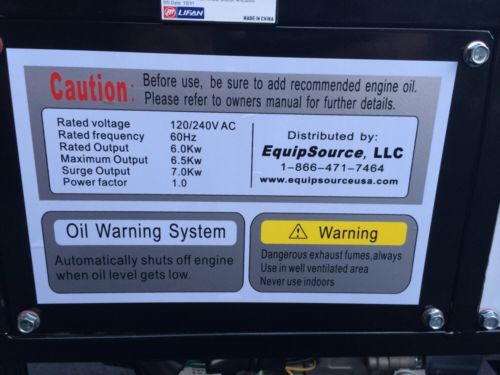 LIFAN
MADE IN CHINA
Caution: Before use, be sure to add recommended engine oil.
Please refer to owners manual for further details.
Rated voltage 120/240V AC
Rated frequency 60Hz
Rated Output 6.0Kw
Maximum Output 6.5Kw
Surge Output 7.0Kw
Power factor 1.0
Distributed by:
EquipSource, LLC
1-866-471-7464
www.equipsourceusa.com
Oil Warning System
Automatically shuts off engine
when oil level gets low.
Warning
Dangerous exhaust fumes,always
Use in well ventilated area
Never use indoors